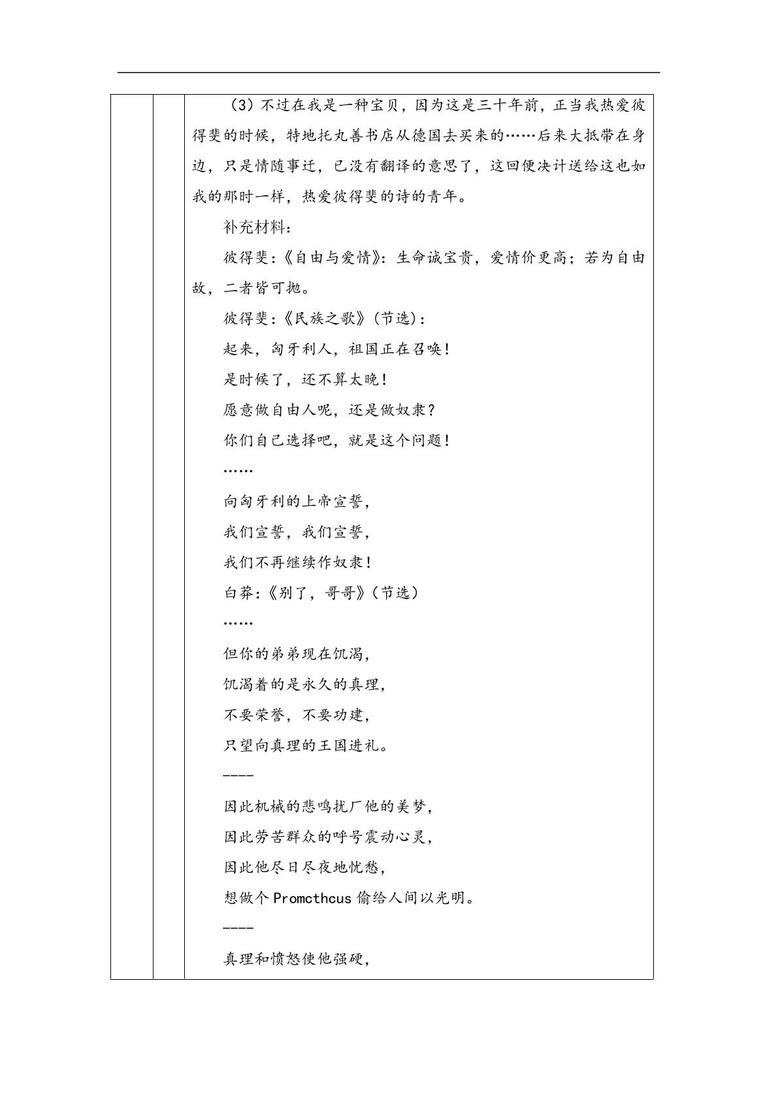 （3）不过在我是一种宝贝，因为这是三十年前，正当我热爱彼
得斐的时候，特地托丸善书店从德国去买来的……后来大抵带在身
边，只是情随事迁，已没有翻译的意思了，这回便决计送给这也如
我的那时一样，热爱彼得斐的诗的青年。
补充材料：
彼得斐：《自由与爱情》：生命诚宝贵，爱情价更高；若为自由
故，二者皆可抛。
彼得斐：《民族之歌》（节选）：
起来，匈牙利人，祖国正在召唤！
是时候了，还不算太晚！
愿意做自由人呢，还是做奴隶？
你们自己选择吧，就是这个问题！
……
向匈牙利的上帝宣誓，
我们宣誓，我们宣誓，
我们不再继续作奴隶！
白莽：《别了，哥哥》（节选）
……
但你的弟弟现在饥渴，
饥渴着的是永久的真理，
不要荣誉，不要功建，
只望向真理的王国进礼。
----
因此机械的悲鸣扰厂他的美梦，
因此劳苦群众的呼号震动心灵，
因此他尽日尽夜地忧愁，
想做个 Promcthcus 偷给人间以光明。
----
真理和愤怒使他强硬，